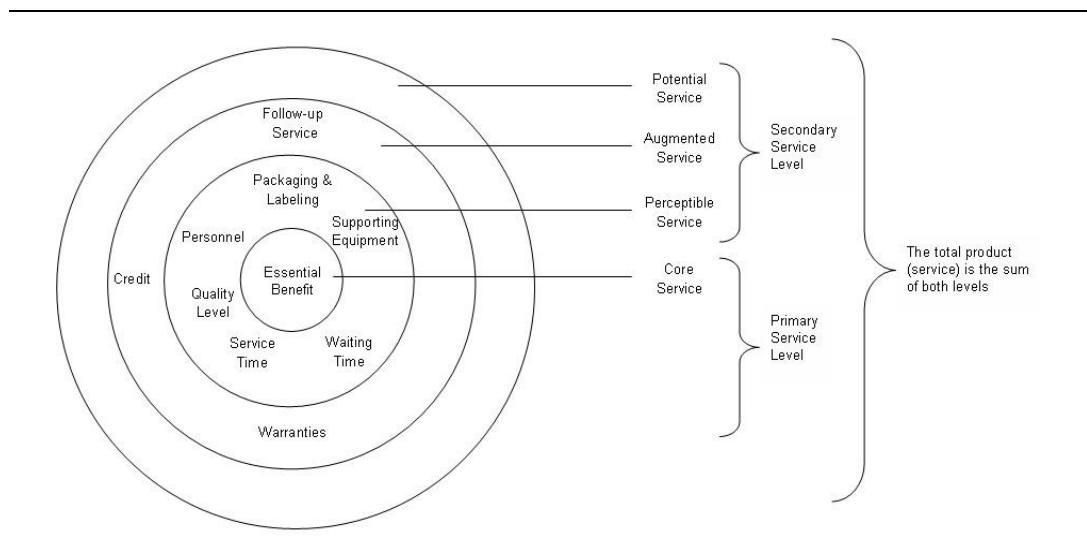 Follow-up
Service
Packaging &
Labeling
Supporting
Equipment
Personnel
Essential
Benefit
Credit
Quality
Level
Service
Time
Waiting
Time
Warranties
Potential
Service
Augmented
Service
Perceptible
Service
Core
Service
Secondary
Service
Level
Primary
Service
Level
The total product
(service) is the sum
of both levels